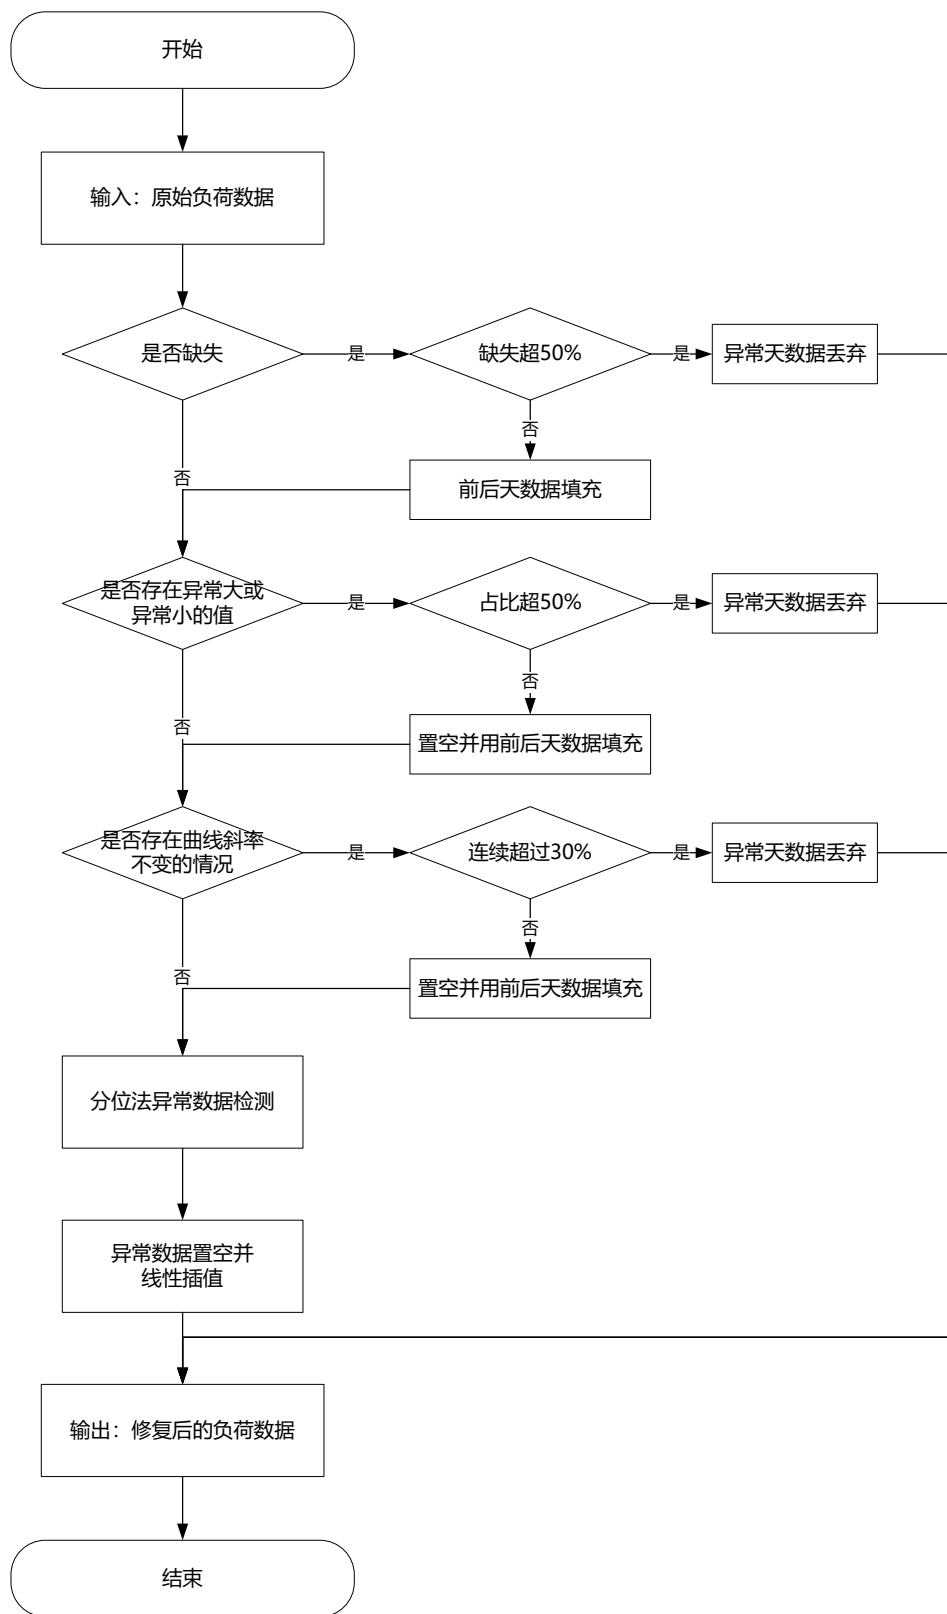 开始
输入：原始负荷数据
是否缺失
是
缺失超50%
是
异常天数据丢弃
否
否
前后天数据填充
是否存在异常大或
异常小的值
是
占比超50%
是
异常天数据丢弃
否
否
置空并用前后天数据填充
是否存在曲线斜率
不变的情况
是
连续超过30%
是
异常天数据丢弃
否
否
置空并用前后天数据填充
分位法异常数据检测
异常数据置空并
线性插值
输出：修复后的负荷数据
结束